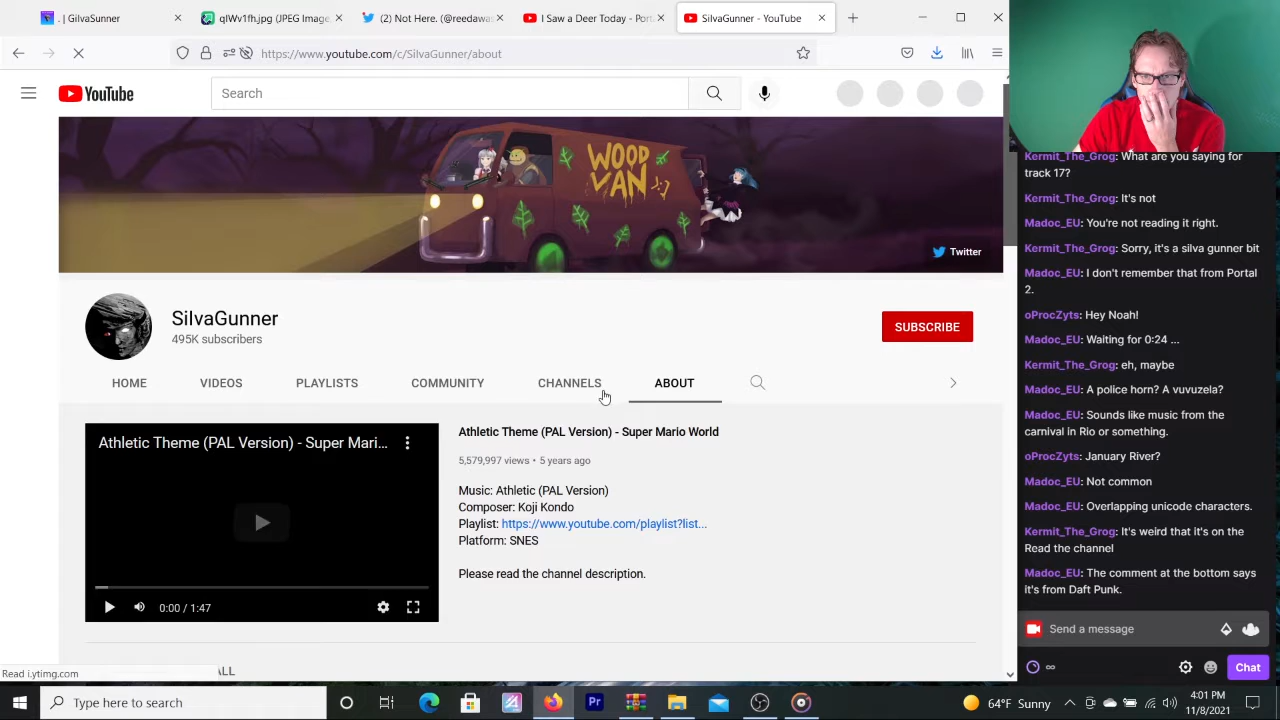 . | GilvaSunner
qIWv1fh.jpg (JPEG Image,
(2) Not Here. (@reedawas
I Saw a Deer Today - Port
SilvaGunner - YouTube
https://www.youtube.com/c/SilvaGunner/about
YouTube
Search
WOOD
VAN
Twitter
SilvaGunner
495K subscribers
SUBSCRIBE
HOME
VIDEOS
PLAYLISTS
COMMUNITY
CHANNELS
ABOUT
Athletic Theme (PAL Version) - Super Mari...
0:00 / 1:47
Athletic Theme (PAL Version) - Super Mario World
5,579,997 views • 5 years ago
Music: Athletic (PAL Version)
Composer: Koji Kondo
Playlist: https://www.youtube.com/playlist?list...
Platform: SNES
Please read the channel description.
Read i.ytimg.com
ALL
Kermit_The_Grog: What are you saying for
track 17?
Kermit_The_Grog: It's not
Madoc_EU: You're not reading it right.
Kermit_The_Grog: Sorry, it's a silva gunner bit
Madoc_EU: I don't remember that from Portal
2.
oProcZyts: Hey Noah!
Madoc_EU: Waiting for 0:24 ...
Kermit_The_Grog: eh, maybe
Madoc_EU: A police horn? A vuvuzela?
Madoc_EU: Sounds like music from the
carnival in Rio or something.
oProcZyts: January River?
Madoc_EU: Not common
Madoc_EU: Overlapping unicode characters.
Kermit_The_Grog: It's weird that it's on the
Read the channel
Madoc_EU: The comment at the bottom says
it's from Daft Punk.
Send a message
Chat
Type here to search
Pr
64°F Sunny
4:01 PM
11/8/2021